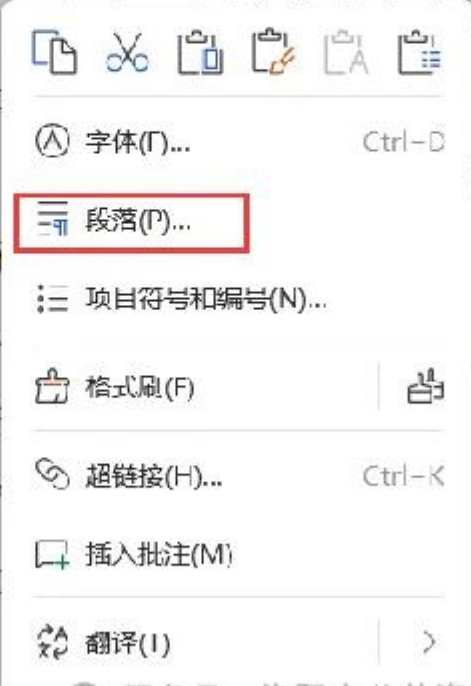 字体(F)... Ctrl+D
段落(P)...
项目符号和编号(N)...
格式刷(F)
超链接(H)... Ctrl+K
插入批注(M)
翻译(T)